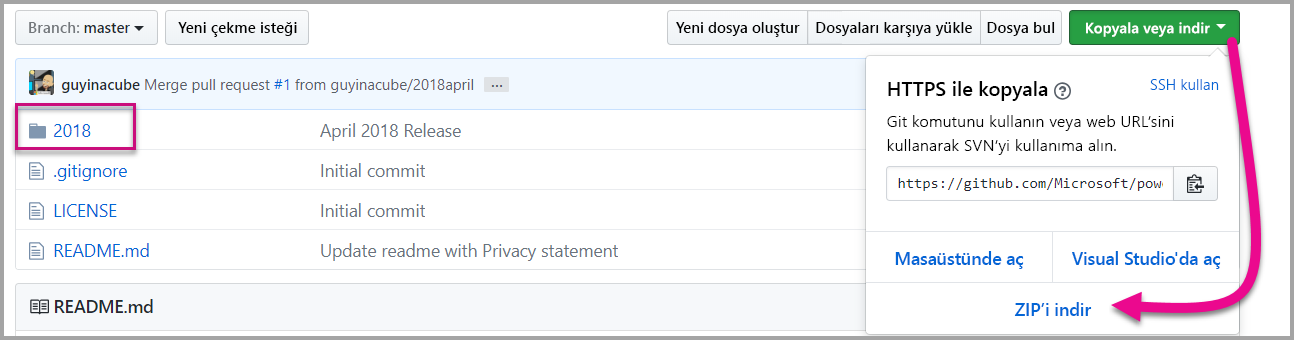 Branch: master
Yeni çekme isteği
Yeni dosya oluştur
Dosyaları karşıya yükle
Dosya bul
Kopyala veya indir
guyinacube Merge pull request #1 from guyinacube/2018april ...
2018 April 2018 Release
.gitignore Initial commit
LICENSE Initial commit
README.md Update readme with Privacy statement
README.md
HTTPS ile kopyala ?
SSH kullan
Git komutunu kullanın veya web URL’sini
kullanarak SVN’yi kullanıma alın.
https://github.com/Microsoft/pow
Masaüstünde aç
Visual Studio'da aç
ZIP’i indir